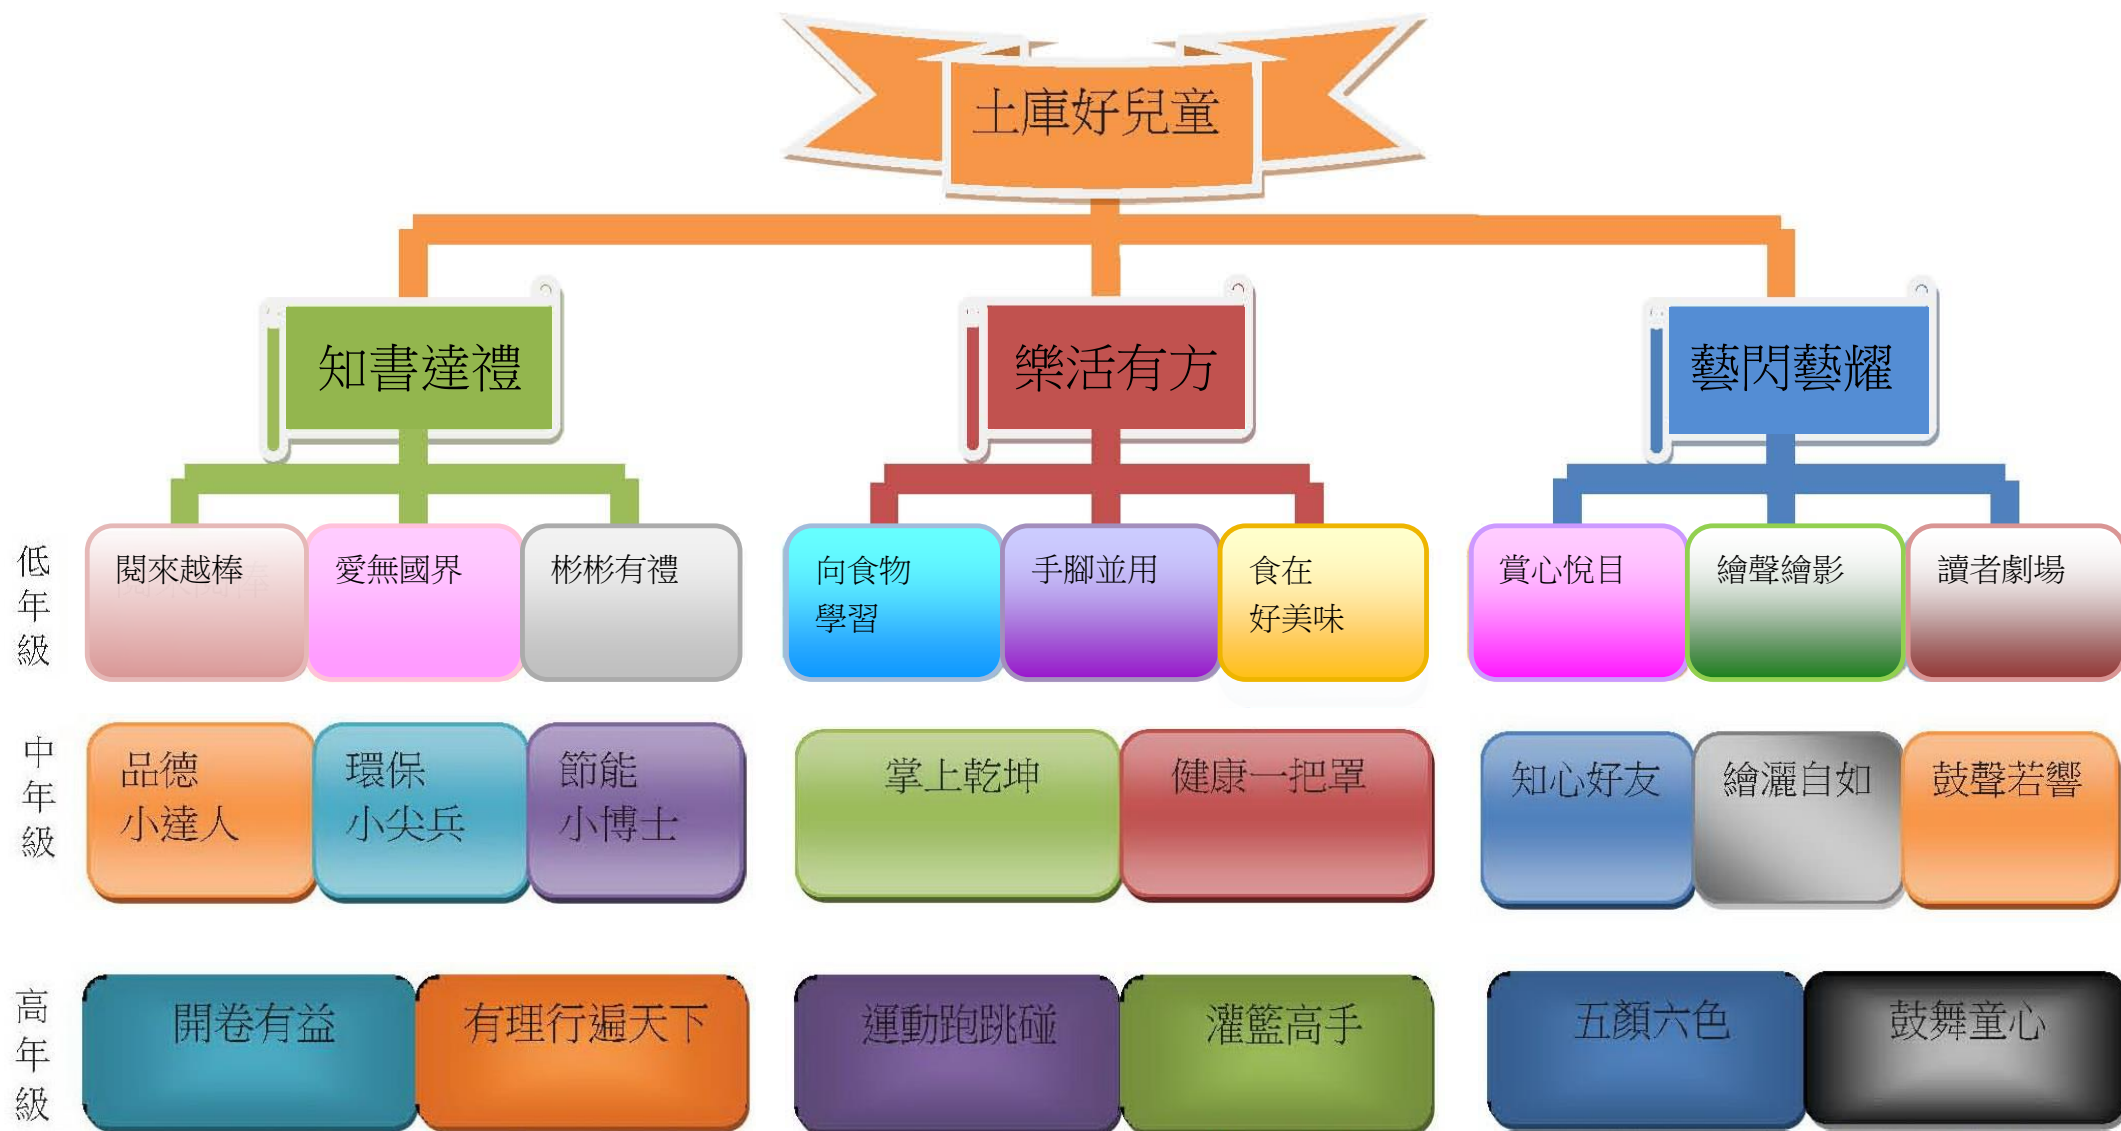 土庫好兒童
知書達禮
樂活有方
藝閃藝耀
低年級
閱來越棒
愛無國界
彬彬有禮
向食物
學習
手腳並用
食在
好美味
賞心悅目
繪聲繪影
讀者劇場
中年級
品德
小達人
環保
小尖兵
節能
小博士
掌上乾坤
健康一把罩
知心好友
繪灑自如
鼓聲若響
高年級
開卷有益
有理行遍天下
運動跑跳碰
灌籃高手
五顏六色
鼓舞童心